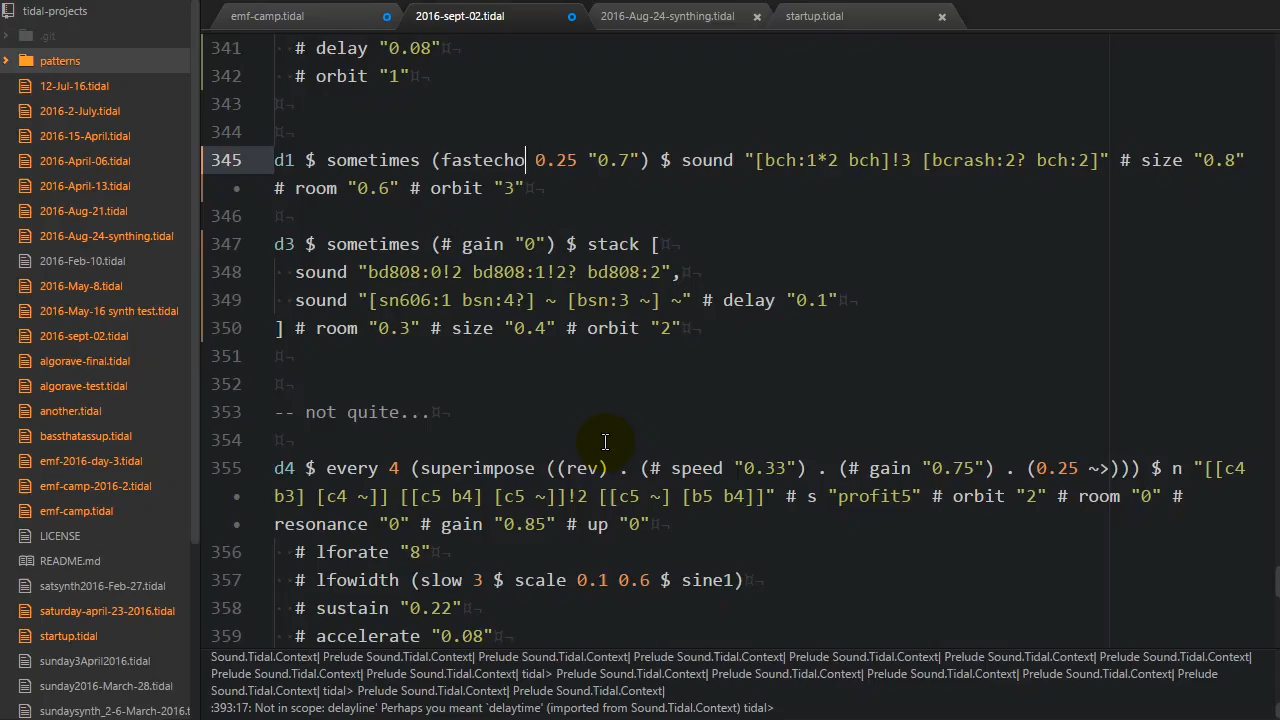 tidal-projects
.git
patterns
12-Jul-16.tidal
2016-2-July.tidal
2016-15-April.tidal
2016-April-06.tidal
2016-April-13.tidal
2016-Aug-21.tidal
2016-Aug-24-synthing.tidal
2016-Feb-10.tidal
2016-May-8.tidal
2016-May-16 synth test.tidal
2016-sept-02.tidal
algorave-final.tidal
algorave-test.tidal
another.tidal
bassthatassup.tidal
emf-2016-day-3.tidal
emf-camp-2016-2.tidal
emf-camp.tidal
LICENSE
README.md
satsynth2016-Feb-27.tidal
saturday-april-23-2016.tidal
startup.tidal
sunday3April2016.tidal
sunday2016-March-28.tidal
sundaysynth_2-6-March-2016.t
emf-camp.tidal
2016-sept-02.tidal
2016-Aug-24-synthing.tidal
startup.tidal
341 # delay "0.08"
342 # orbit "1"
343
344
345 d1 $ sometimes (fastecho 0.25 "0.7") $ sound "[bch:1*2 bch]!3 [bcrash:2? bch:2]" # size "0.8"
# room "0.6" # orbit "3"
346
347 d3 $ sometimes (# gain "0") $ stack [
348 sound "bd808:0!2 bd808:1!2? bd808:2",
349 sound "[sn606:1 bsn:4?] ~ [bsn:3 ~] ~" # delay "0.1"
350 ] # room "0.3" # size "0.4" # orbit "2"
351
352
353 -- not quite...
354
355 d4 $ every 4 (superimpose ((rev) . (# speed "0.33") . (# gain "0.75") . (0.25 ~>))) $ n "[[c4
b3] [c4 ~]] [[c5 b4] [c5 ~]]!2 [[c5 ~] [b5 b4]]" # s "profit5" # orbit "2" # room "0" #
resonance "0" # gain "0.85" # up "0"
356 # lforate "8"
357 # lfowidth (slow 3 $ scale 0.1 0.6 $ sine1)
358 # sustain "0.22"
359 # accelerate "0.08"
Sound.Tidal.Context| Prelude Sound.Tidal.Context| Prelude Sound.Tidal.Context| Prelude Sound.Tidal.Context| Prelude Sound.Tidal.Context| Prelude Sound.Tidal.Context| Prelude Sound.Tidal.Context|
Prelude Sound.Tidal.Context| Prelude Sound.Tidal.Context| tidal> Prelude Sound.Tidal.Context| Prelude Sound.Tidal.Context| Prelude Sound.Tidal.Context| Prelude Sound.Tidal.Context| Prelude
Sound.Tidal.Context| tidal> Prelude Sound.Tidal.Context| Prelude Sound.Tidal.Context|
:393:17: Not in scope: delayline' Perhaps you meant `delaytime' (imported from Sound.Tidal.Context) tidal>